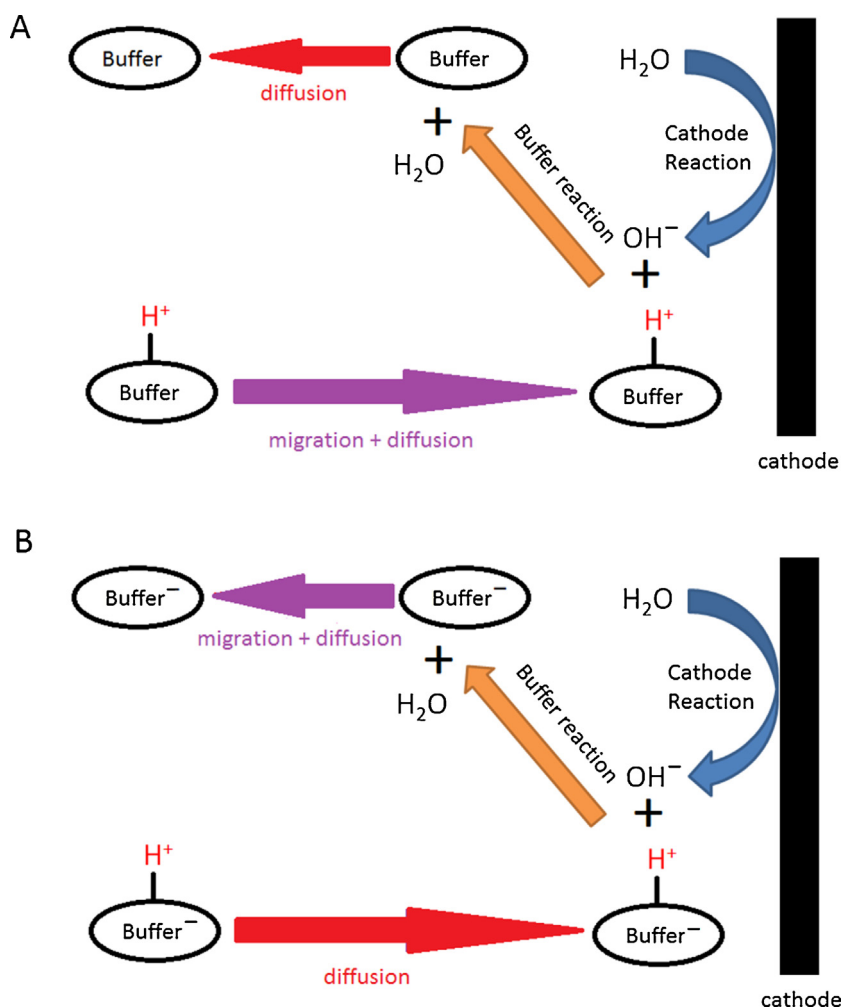 A
Buffer
Buffer
H₂O
diffusion
+
H₂O
Buffer reaction
Cathode
Reaction
OH⁻
+
H⁺
H⁺
Buffer
Buffer
migration + diffusion
cathode
B
Buffer⁻
Buffer⁻
H₂O
migration + diffusion
+
H₂O
Buffer reaction
Cathode
Reaction
OH⁻
+
H⁺
H⁺
Buffer⁻
Buffer⁻
diffusion
cathode